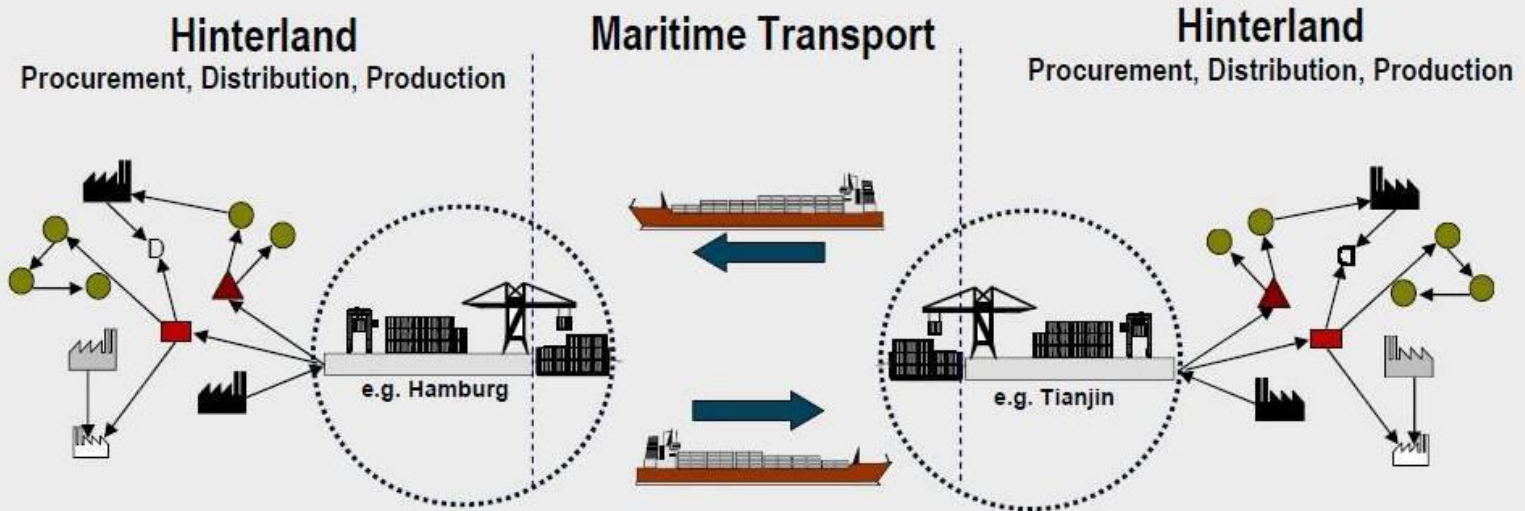 Hinterland
Procurement, Distribution, Production
Maritime Transport
Hinterland
Procurement, Distribution, Production
D
e.g. Hamburg
e.g. Tianjin